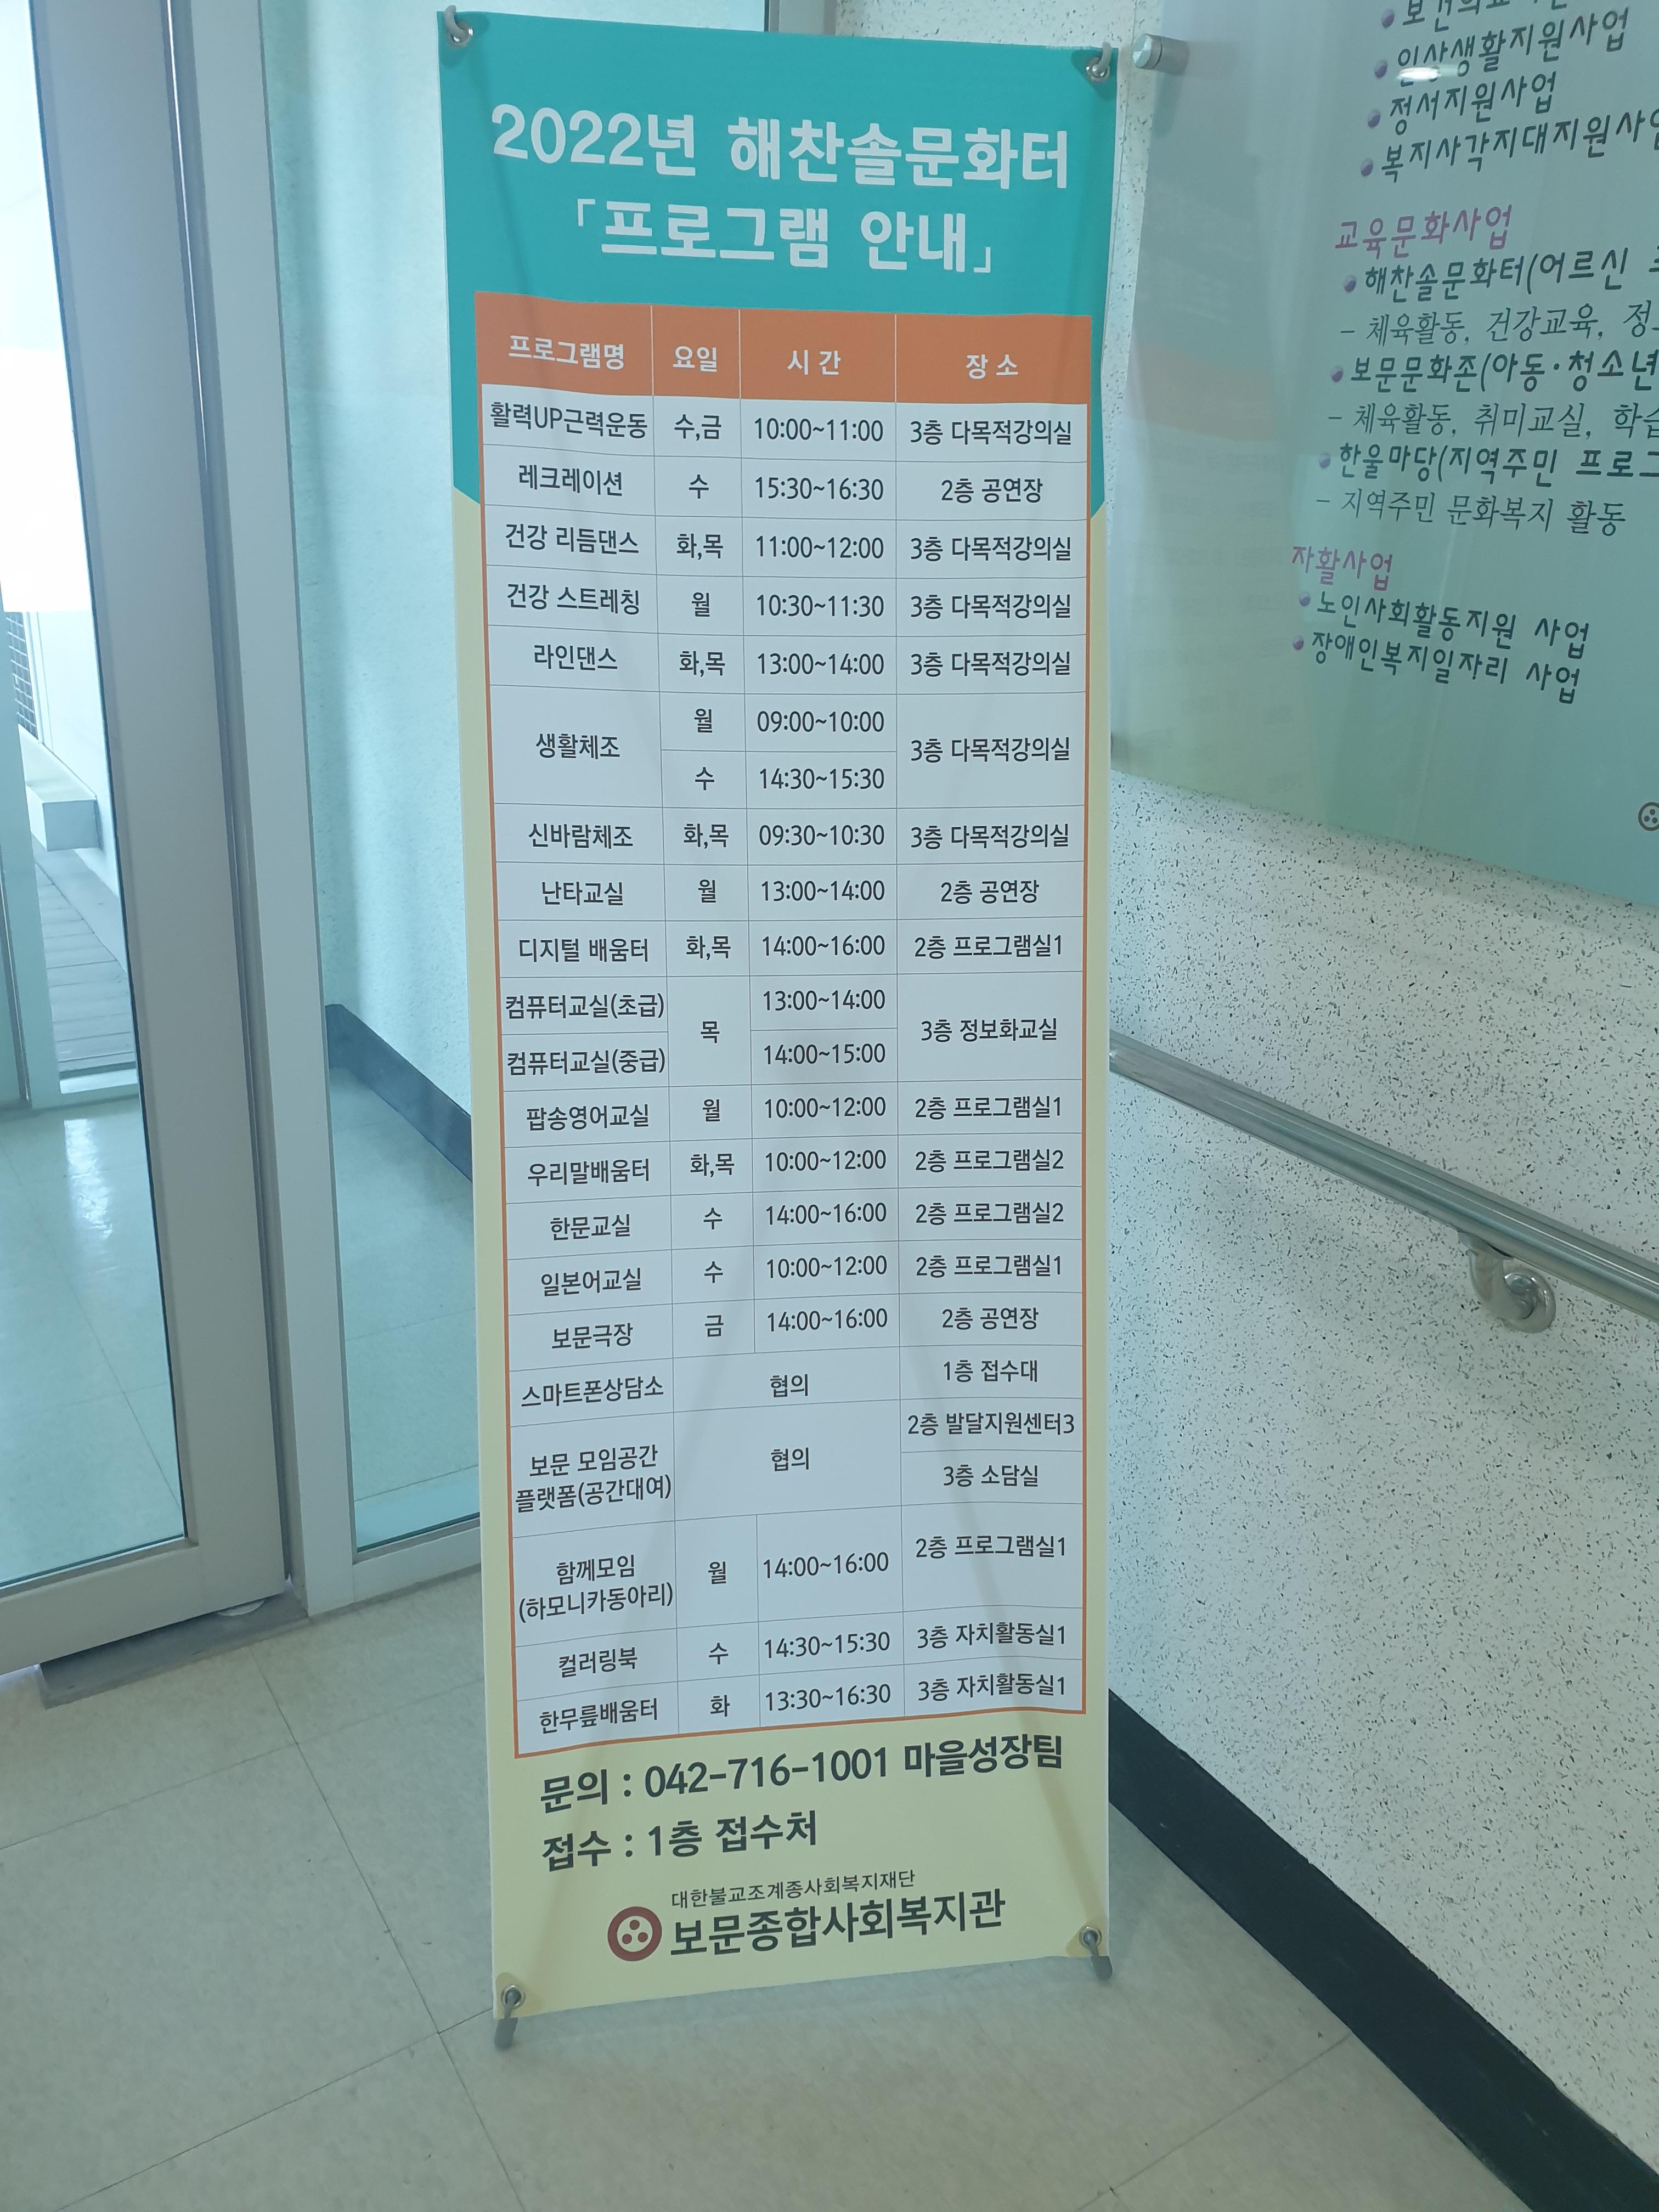 2022년 해찬솔문화터
「프로그램 안내」
프로그램명 요일 시 간 장 소
활력UP근력운동 수,금 10:00~11:00 3층 다목적강의실
레크레이션 수 15:30~16:30 2층 공연장
건강 리듬댄스 화,목 11:00~12:00 3층 다목적강의실
건강 스트레칭 월 10:30~11:30 3층 다목적강의실
라인댄스 화,목 13:00~14:00 3층 다목적강의실
생활체조 월 09:00~10:00 3층 다목적강의실
수 14:30~15:30
신바람체조 화,목 09:30~10:30 3층 다목적강의실
난타교실 월 13:00~14:00 2층 공연장
디지털 배움터 화,목 14:00~16:00 2층 프로그램실1
컴퓨터교실(초급) 목 13:00~14:00 3층 정보화교실
컴퓨터교실(중급) 14:00~15:00
팝송영어교실 월 10:00~12:00 2층 프로그램실1
우리말배움터 화,목 10:00~12:00 2층 프로그램실2
한문교실 수 14:00~16:00 2층 프로그램실2
일본어교실 수 10:00~12:00 2층 프로그램실1
보문극장 금 14:00~16:00 2층 공연장
스마트폰상담소 협의 1층 접수대
보문 모임공간 협의 2층 발달지원센터3
플랫폼(공간대여) 3층 소담실
함께모임 월 14:00~16:00 2층 프로그램실1
(하모니카동아리)
컬러링북 수 14:30~15:30 3층 자치활동실1
한무릎배움터 화 13:30~16:30 3층 자치활동실1
문의 : 042-716-1001 마을성장팀
접수 : 1층 접수처
대한불교조계종사회복지재단
보문종합사회복지관
정서지원사업
복지사각지대지원사업
교육문화사업
해찬솔문화터(어르신
- 체육활동, 건강교육,
보문문화존(아동·청소년
- 체육활동, 취미교실, 학습
한울마당(지역주민 프로그
- 지역주민 문화복지 활동
자활사업
노인사회활동지원 사업
장애인복지일자리 사업